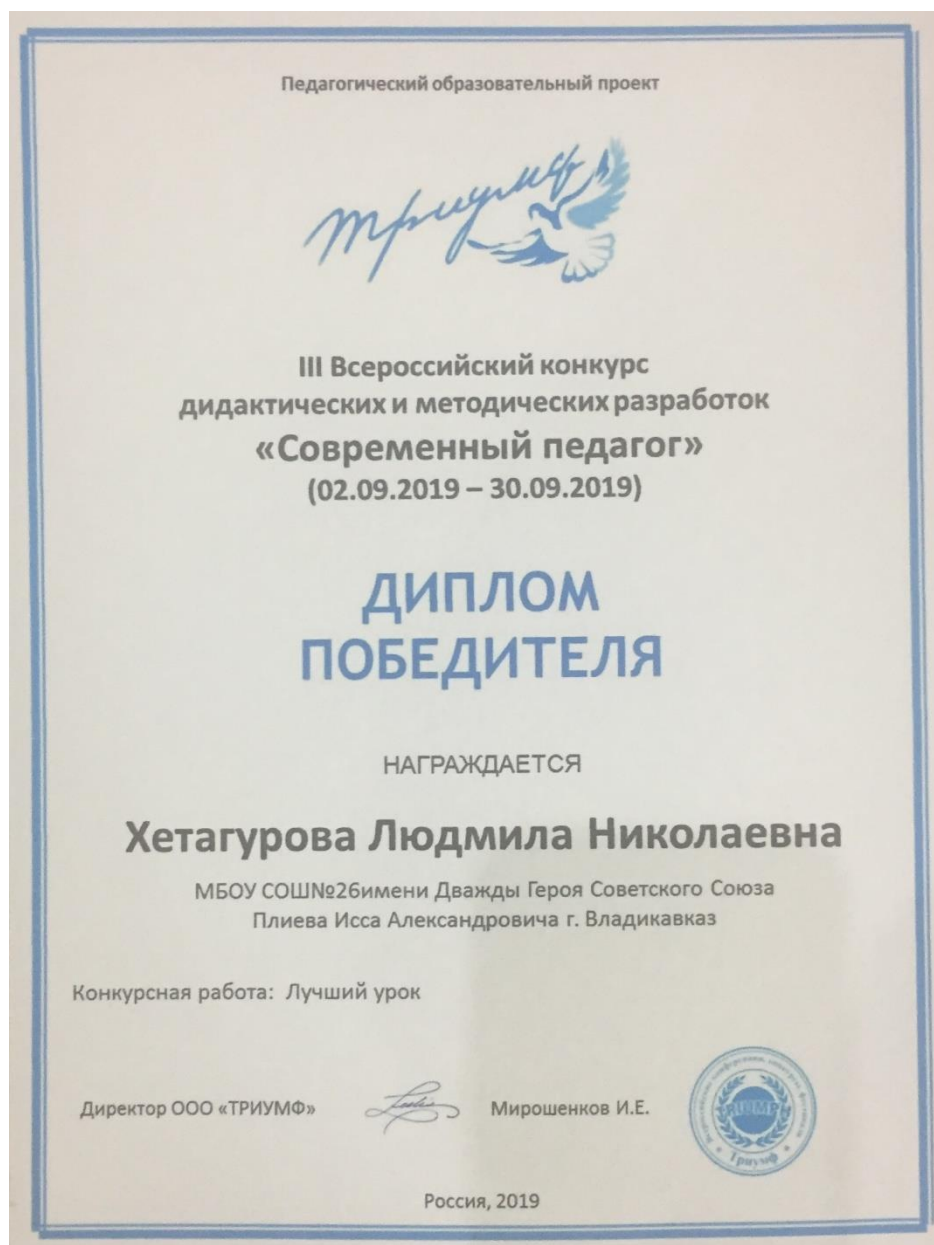 Педагогический образовательный проект
триумф
III Всероссийский конкурс
дидактических и методических разработок
«Современный педагог»
(02.09.2019 – 30.09.2019)
ДИПЛОМ
ПОБЕДИТЕЛЯ
НАГРАЖДАЕТСЯ
Хетагурова Людмила Николаевна
МБОУ СОШ№26имени Дважды Героя Советского Союза
Плиева Исса Александровича г. Владикавказ
Конкурсная работа: Лучший урок
Директор ООО «ТРИУМФ» Мирошенков И.Е.
TRIUMF
Триумф
Россия, 2019